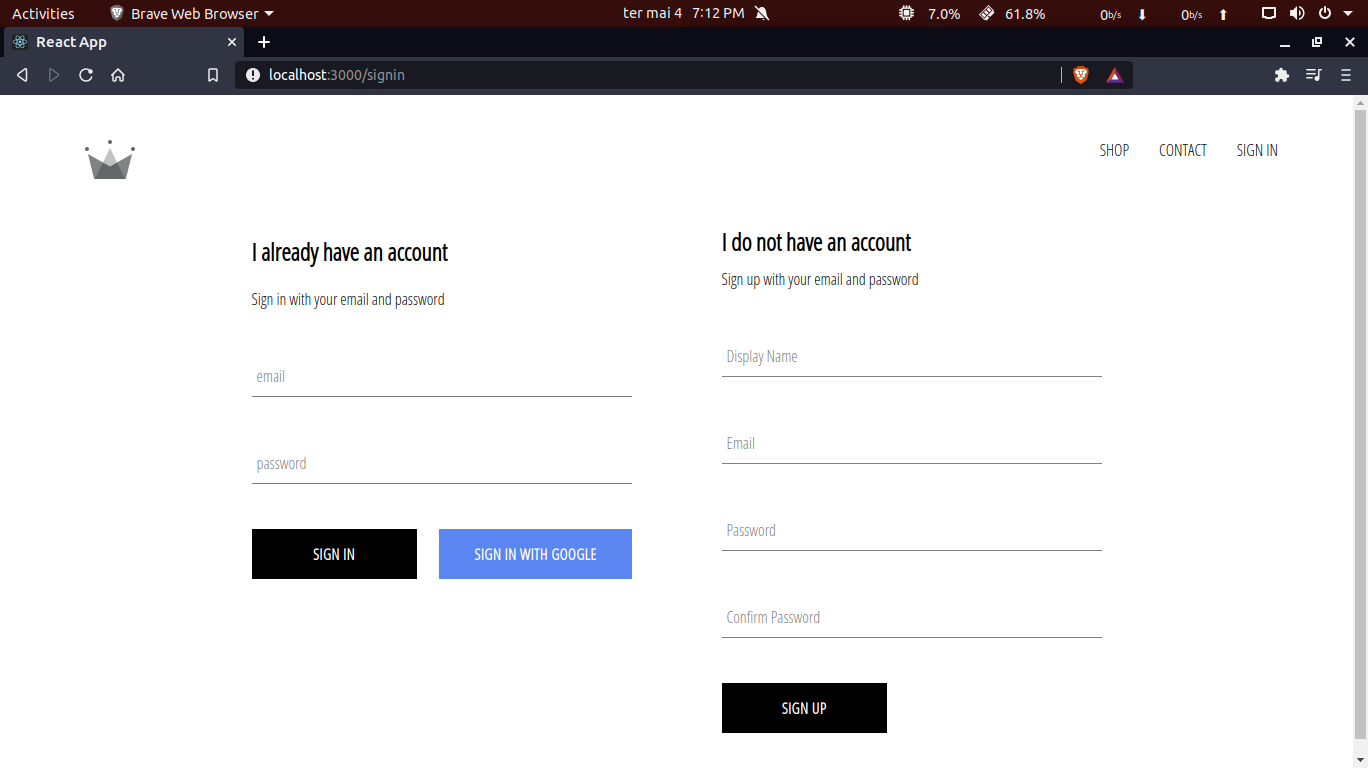 Activities Brave Web Browser ter mai 4 7:12 PM 7.0% 61.8% 0b/s 0b/s
React App
localhost:3000/signin
SHOP CONTACT SIGN IN
I already have an account
Sign in with your email and password
email
password
SIGN IN SIGN IN WITH GOOGLE
I do not have an account
Sign up with your email and password
Display Name
Email
Password
Confirm Password
SIGN UP